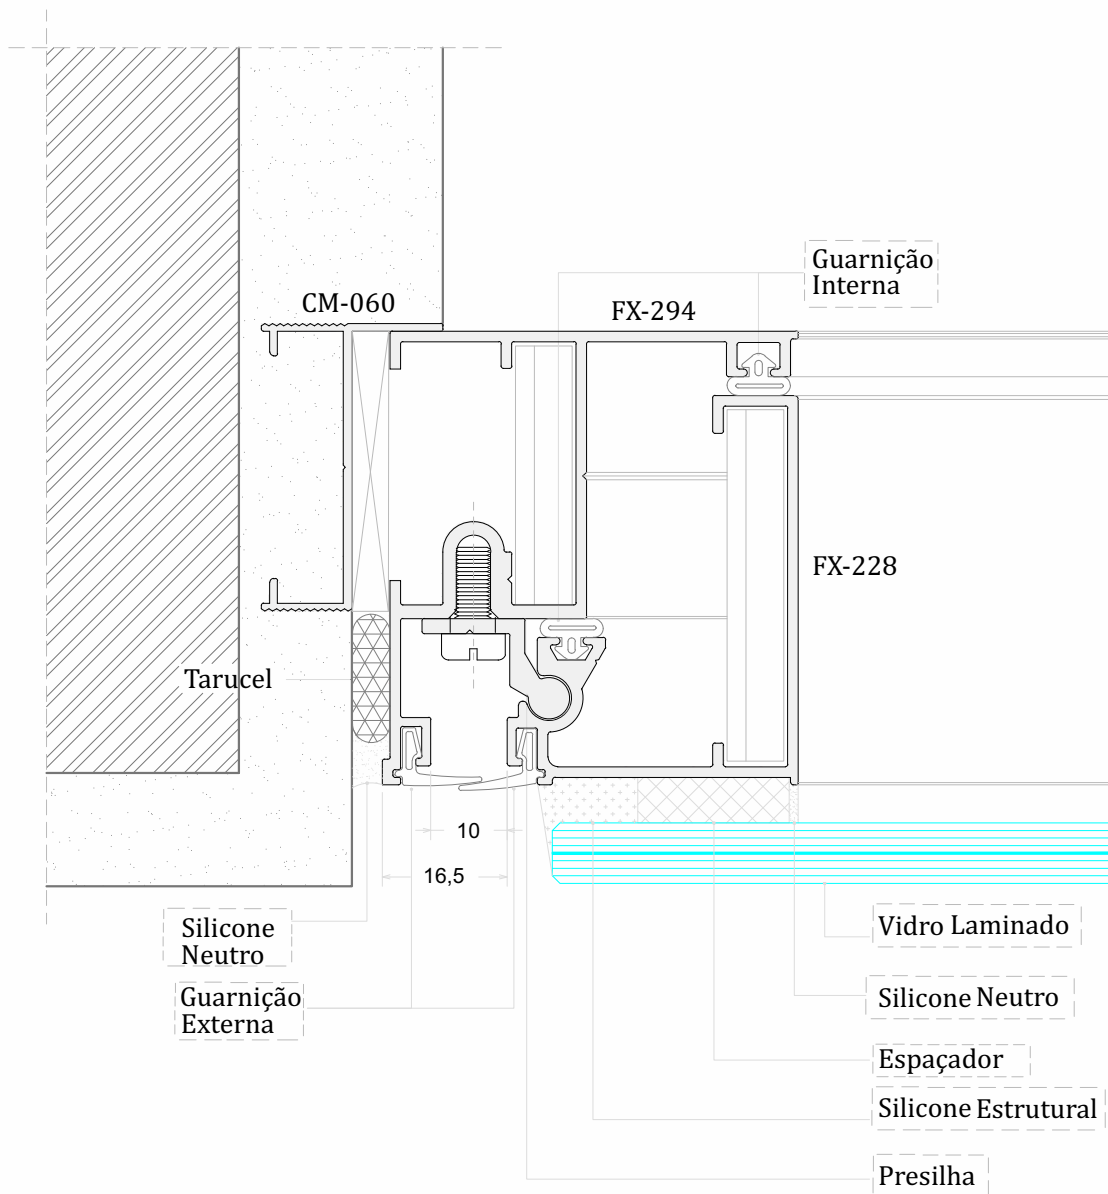 Guarnição
Interna
CM-060
FX-294
FX-228
Tarucel
10
16,5
Silicone
Neutro
Guarnição
Externa
Vidro Laminado
Silicone Neutro
Espaçador
Silicone Estrutural
Presilha